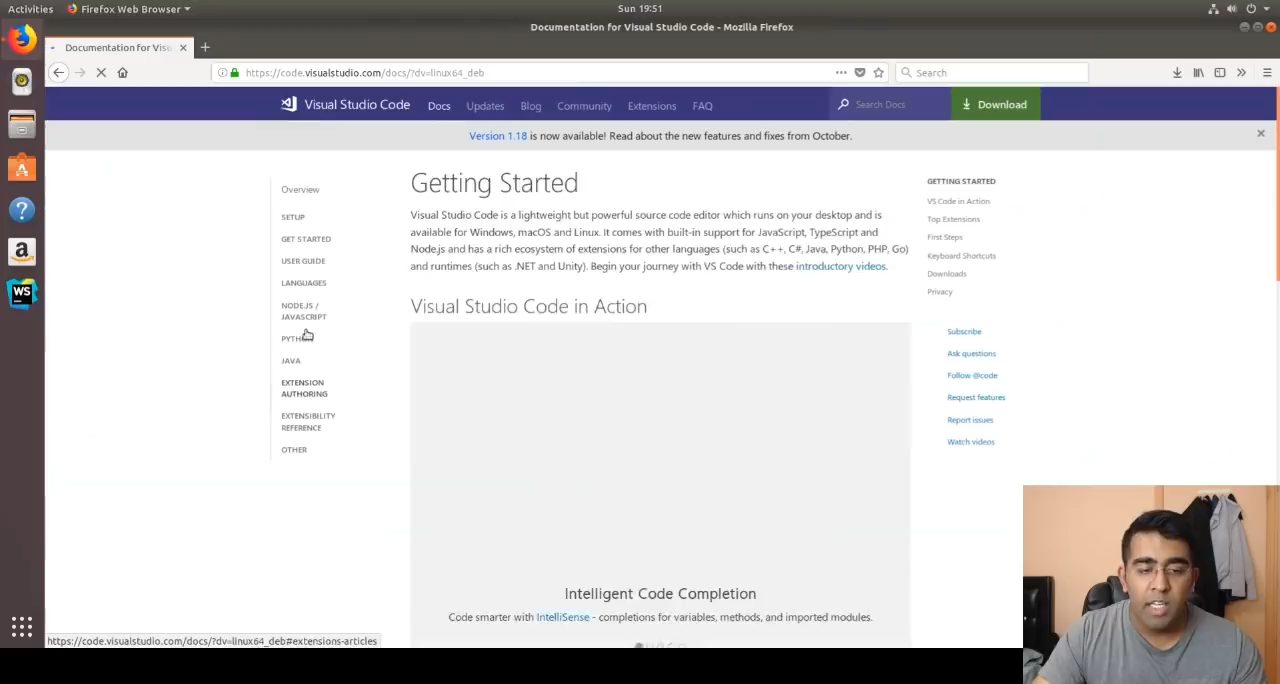 Activities Firefox Web Browser Sun 19:51
Documentation for Visual Studio Code - Mozilla Firefox
Documentation for Visu
https://code.visualstudio.com/docs/?dv=linux64_deb Search
Visual Studio Code Docs Updates Blog Community Extensions FAQ Search Docs Download
Version 1.18 is now available! Read about the new features and fixes from October.
Overview
SETUP
GET STARTED
USER GUIDE
LANGUAGES
NODE.JS /
JAVASCRIPT
JAVA
EXTENSION
AUTHORING
EXTENSIBILITY
REFERENCE
OTHER
Getting Started
Visual Studio Code is a lightweight but powerful source code editor which runs on your desktop and is
available for Windows, macOS and Linux. It comes with built-in support for JavaScript, TypeScript and
Node.js and has a rich ecosystem of extensions for other languages (such as C++, C#, Java, Python, PHP, Go)
and runtimes (such as .NET and Unity). Begin your journey with VS Code with these introductory videos.
Visual Studio Code in Action
Intelligent Code Completion
Code smarter with IntelliSense - completions for variables, methods, and imported modules.
GETTING STARTED
VS Code in Action
Top Extensions
First Steps
Keyboard Shortcuts
Downloads
Privacy
Subscribe
Ask questions
Follow @code
Request features
Report issues
Watch videos
a
WS
https://code.visualstudio.com/docs/?dv=linux64_deb#extensions-articles